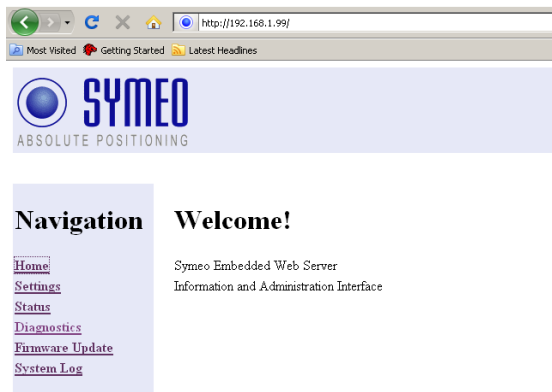 http://192.168.1.99/
Most Visited Getting Started Latest Headlines
SYMEO
ABSOLUTE POSITIONING
Navigation
Home
Settings
Status
Diagnostics
Firmware Update
System Log
Welcome!
Symeo Embedded Web Server
Information and Administration Interface